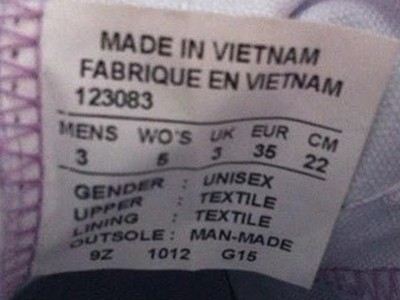 MADE IN VIETNAM
FABRIQUE EN VIETNAM
123083
MENS WO'S UK EUR CM
3 5 3 35 22
GENDER : UNISEX
UPPER : TEXTILE
LINING : TEXTILE
OUTSOLE : MAN-MADE
9Z 1012 G15